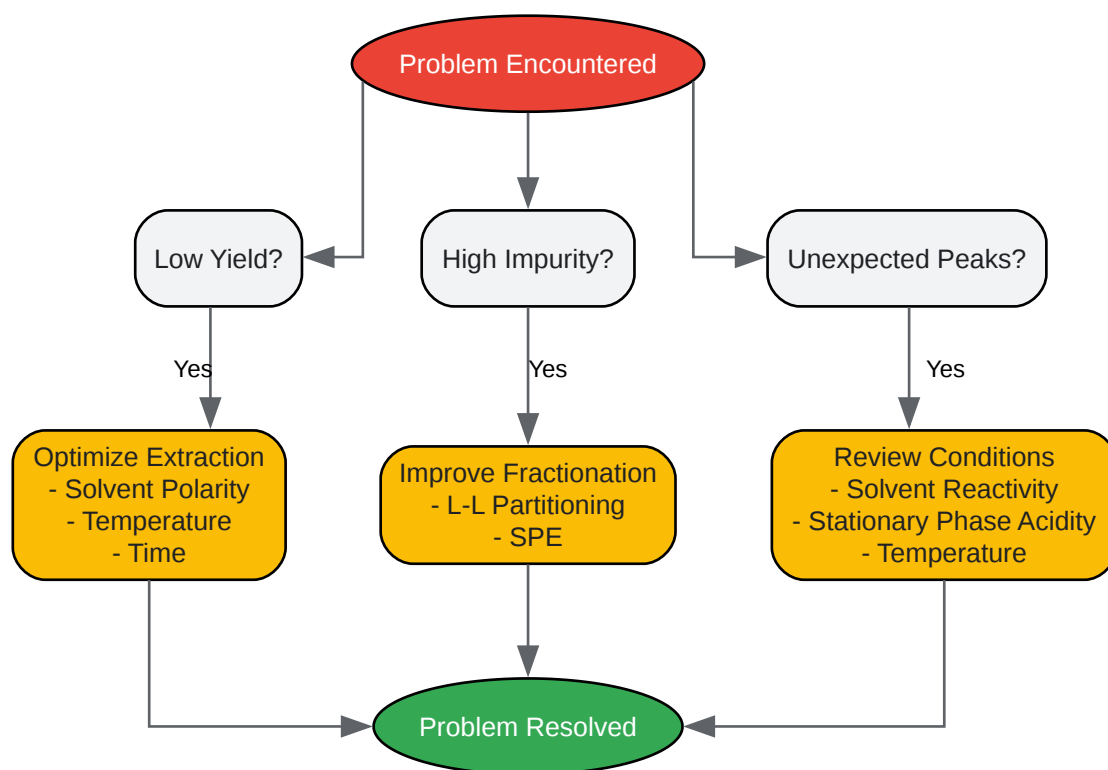 Problem Encountered
Low Yield?
High Impurity?
Unexpected Peaks?
Yes
Yes
Yes
Optimize Extraction
- Solvent Polarity
- Temperature
- Time
Improve Fractionation
- L-L Partitioning
- SPE
Review Conditions
- Solvent Reactivity
- Stationary Phase Acidity
- Temperature
Problem Resolved